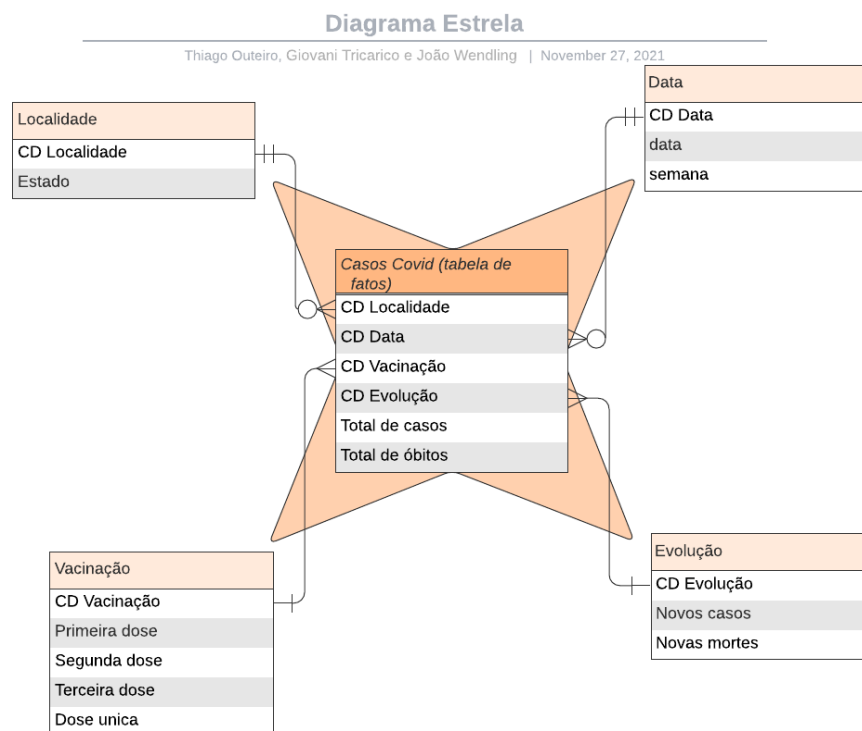 Diagrama Estrela
Thiago Outeiro, Giovani Tricarico e João Wendling | November 27, 2021
Localidade
CD Localidade
Estado
Data
CD Data
data
semana
Casos Covid (tabela de
fatos)
CD Localidade
CD Data
CD Vacinação
CD Evolução
Total de casos
Total de óbitos
Vacinação
CD Vacinação
Primeira dose
Segunda dose
Terceira dose
Dose unica
Evolução
CD Evolução
Novos casos
Novas mortes